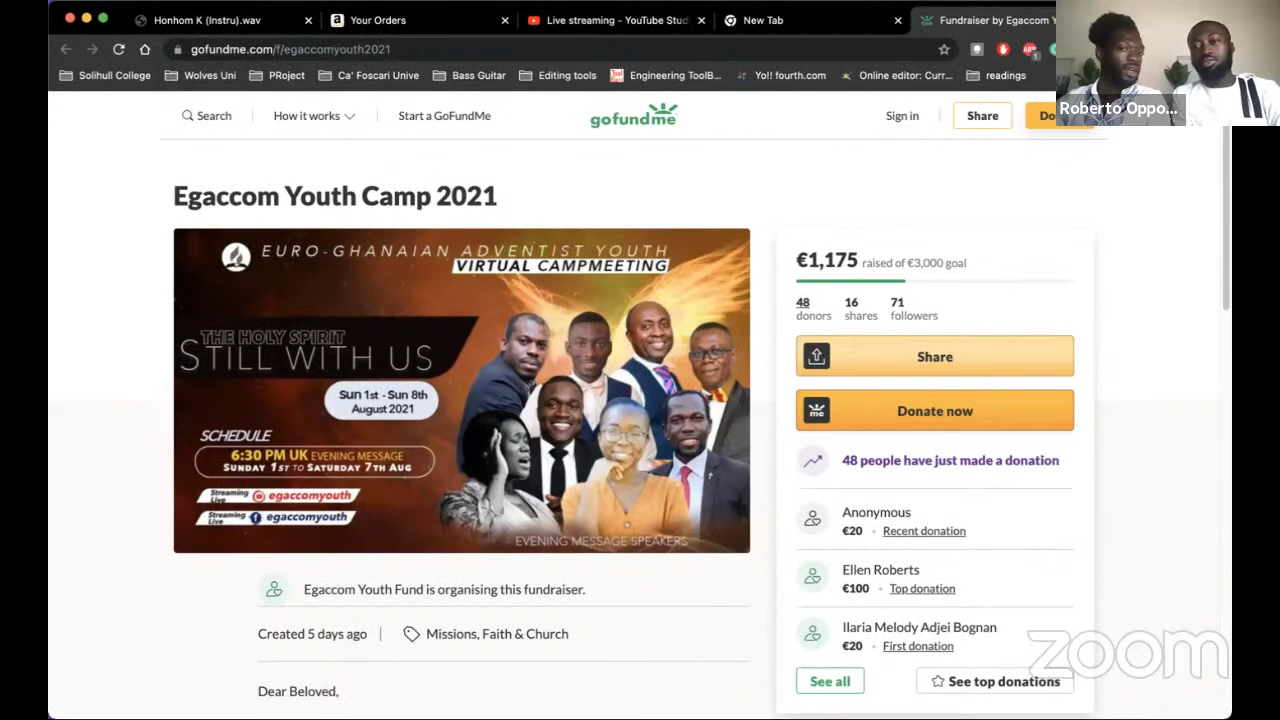 Honhom K (Instru).wav
Your Orders
Live streaming - YouTube Stud
New Tab
Fundraiser by Egaccom Y
gofundme.com/f/egaccomyouth2021
Solihull College
Wolves Uni
PRoject
Ca' Foscari Unive
Bass Guitar
Editing tools
Engineering ToolB...
Yo!! fourth.com
Online editor: Curr...
readings
Roberto Oppo...
Search
How it works
Start a GoFundMe
gofundme
Sign in
Share
Do
Egaccom Youth Camp 2021
EURO-GHANAIAN ADVENTIST YOUTH
VIRTUAL CAMPMEETING
THE HOLY SPIRIT
STILL WITH US
Sun 1st - Sun 8th
August 2021
SCHEDULE
6:30 PM UK EVENING MESSAGE
SUNDAY 1ST TO SATURDAY 7TH AUG
Streaming Live egaccomyouth
Streaming Live egaccomyouth
EVENING MESSAGE SPEAKERS
€1,175 raised of €3,000 goal
48 donors
16 shares
71 followers
Share
me
Donate now
48 people have just made a donation
Anonymous
€20 • Recent donation
Ellen Roberts
€100 • Top donation
Ilaria Melody Adjei Bognan
€20 • First donation
See all
See top donations
Egaccom Youth Fund is organising this fundraiser.
Created 5 days ago
Missions, Faith & Church
Dear Beloved,
zoom